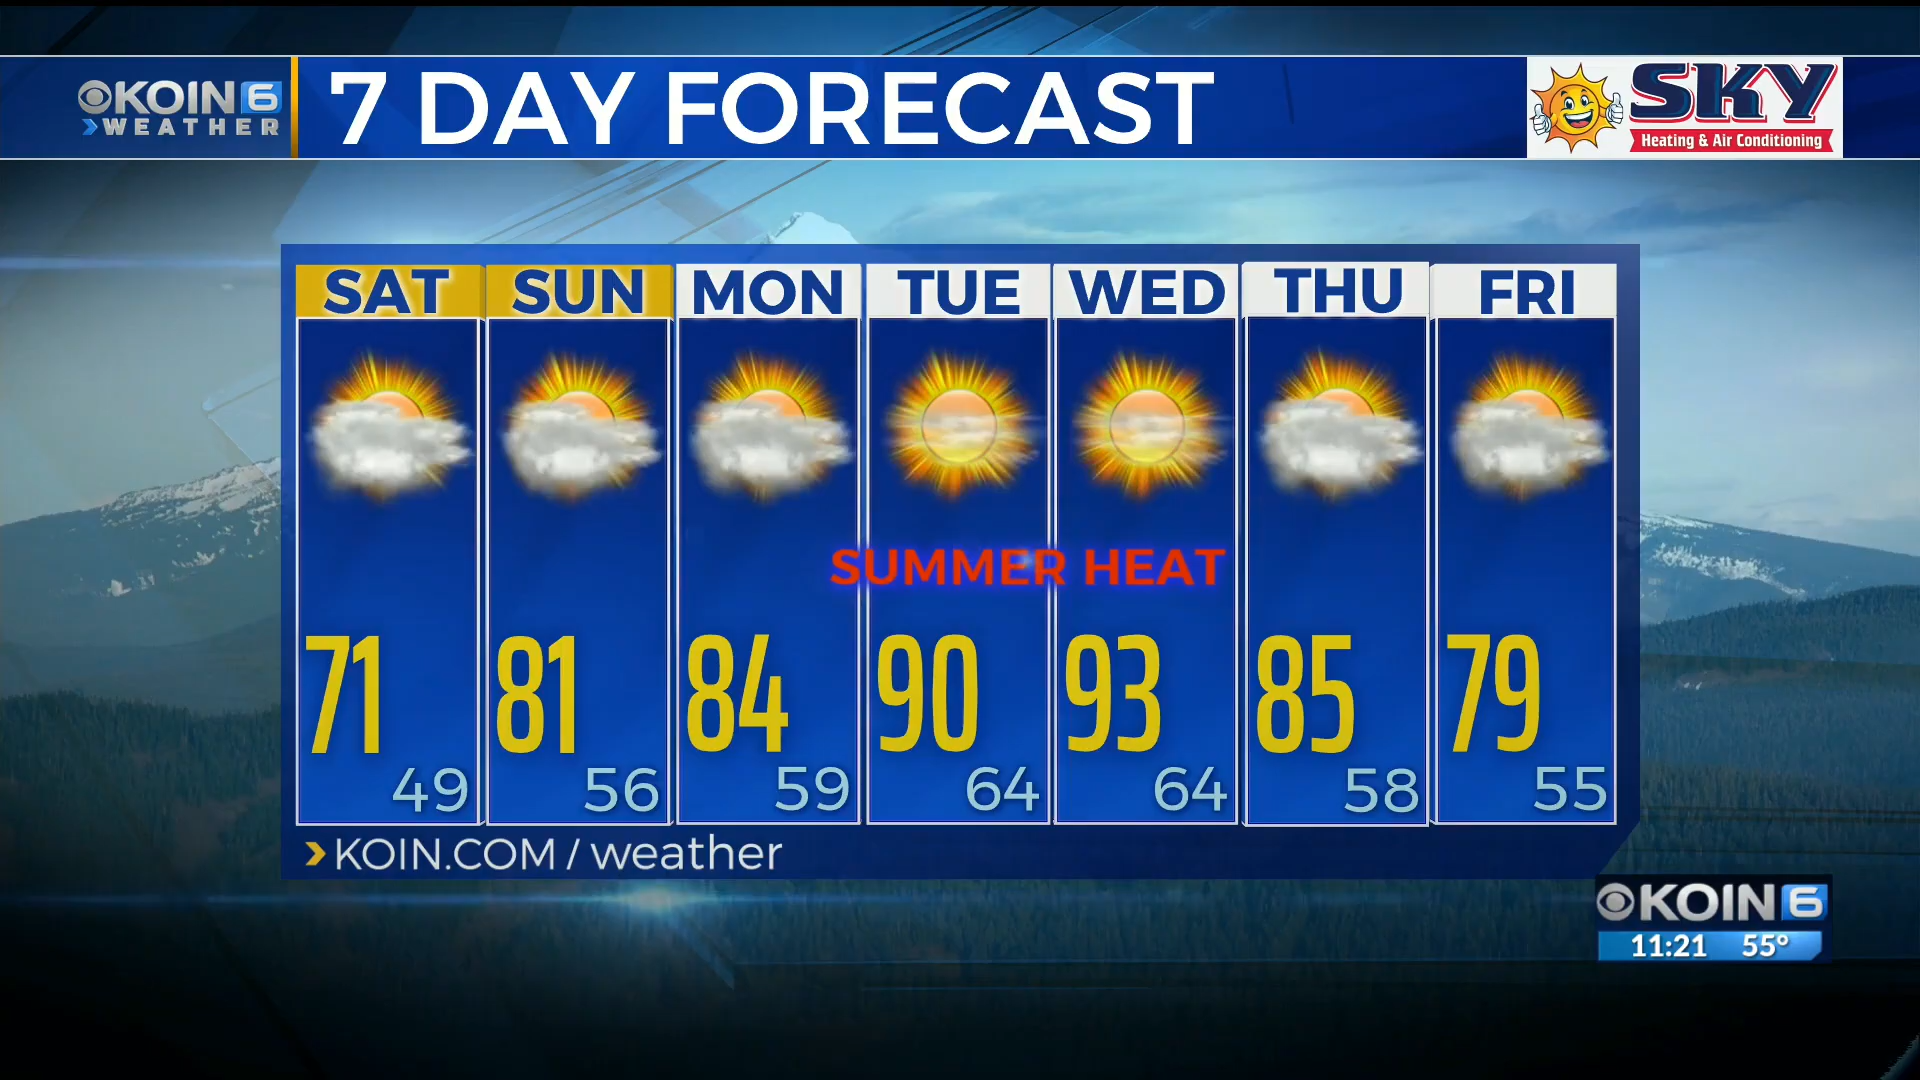 KOIN 6
WEATHER
7 DAY FORECAST
SKY
Heating & Air Conditioning
SAT SUN MON TUE WED THU FRI
SUMMER HEAT
71 81 84 90 93 85 79
49 56 59 64 64 58 55
KOIN.COM / weather
KOIN 6
11:21 55°